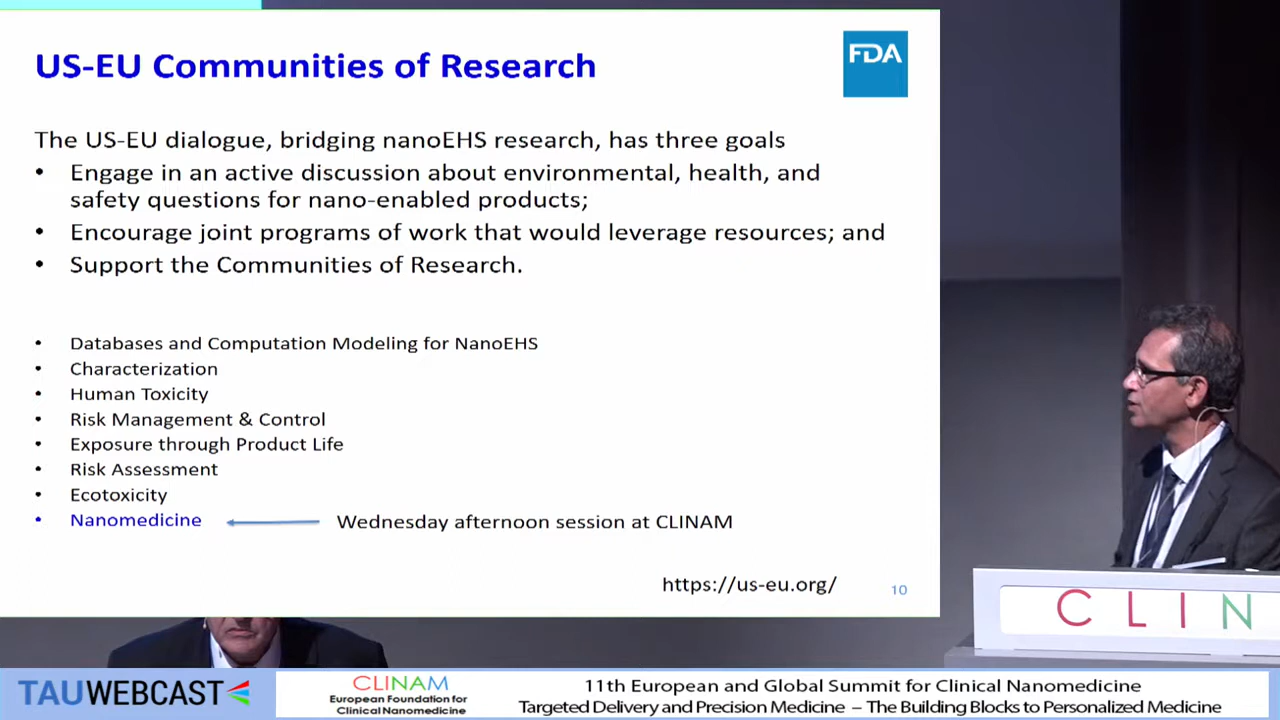 US-EU Communities of Research
FDA
The US-EU dialogue, bridging nanoEHS research, has three goals
• Engage in an active discussion about environmental, health, and
safety questions for nano-enabled products;
• Encourage joint programs of work that would leverage resources; and
• Support the Communities of Research.
• Databases and Computation Modeling for NanoEHS
• Characterization
• Human Toxicity
• Risk Management & Control
• Exposure through Product Life
• Risk Assessment
• Ecotoxicity
• Nanomedicine
Wednesday afternoon session at CLINAM
https://us-eu.org/
10
CLIN
TAUWEBCAST
CLINAM
European Foundation for
Clinical Nanomedicine
11th European and Global Summit for Clinical Nanomedicine
Targeted Delivery and Precision Medicine – The Building Blocks to Personalized Medicine